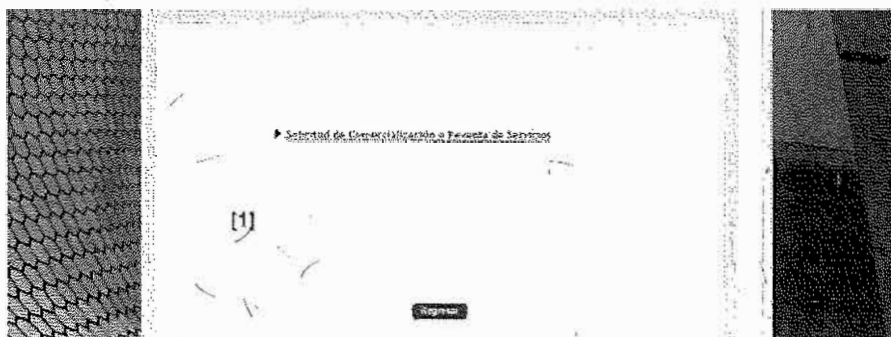 Solicitud de Comercialización o Reventa de Servicios
[1]
Regresar